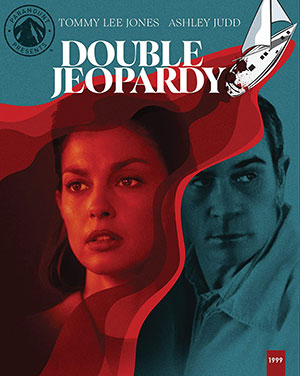 PARAMOUNT
PRESENTS
TOMMY LEE JONES ASHLEY JUDD
DOUBLE
JEOPARDY
1999